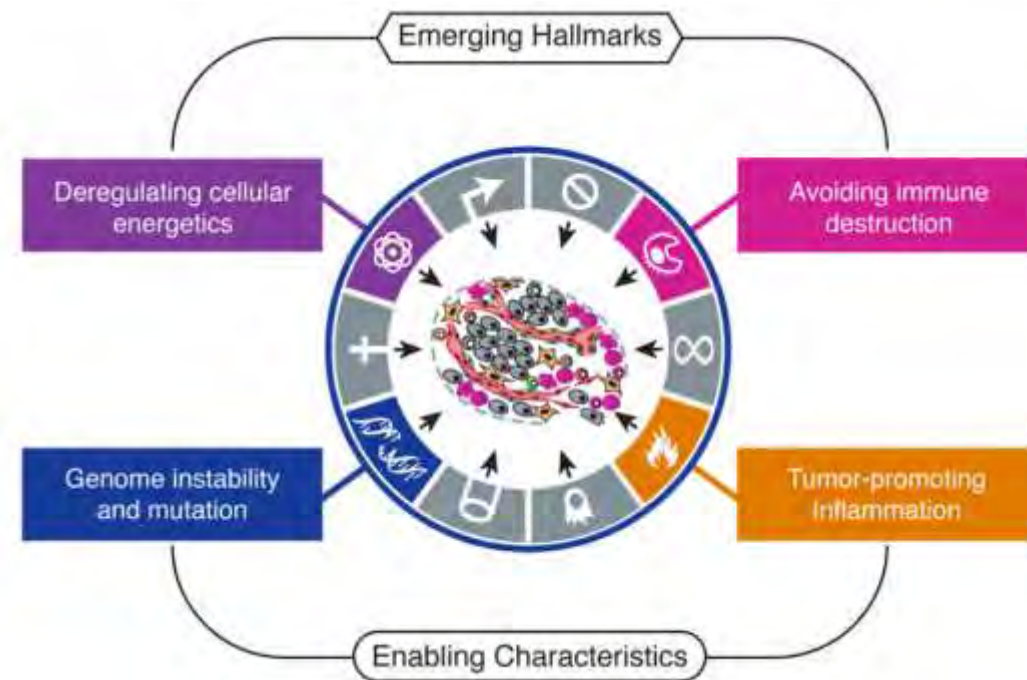 Emerging Hallmarks
Deregulating cellular
energetics
Avoiding immune
destruction
Genome instability
and mutation
Tumor-promoting
Inflammation
Enabling Characteristics